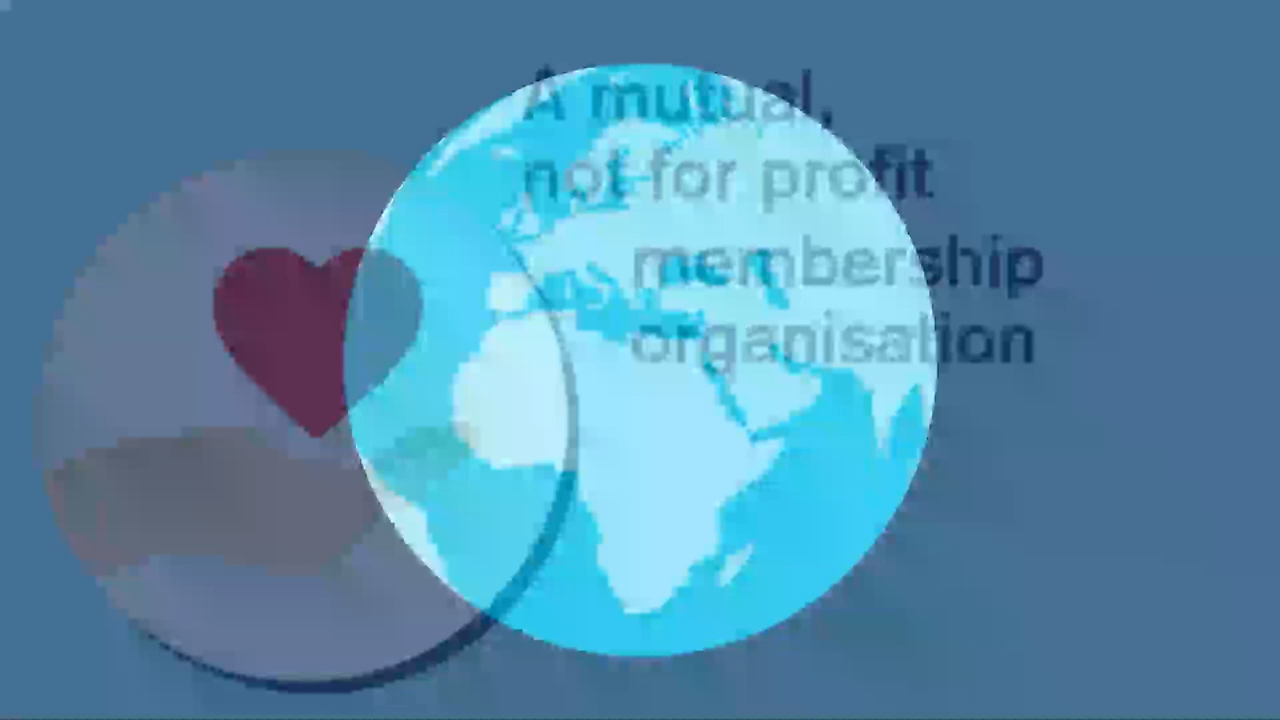 A mutual,
not for profit
membership
organisation